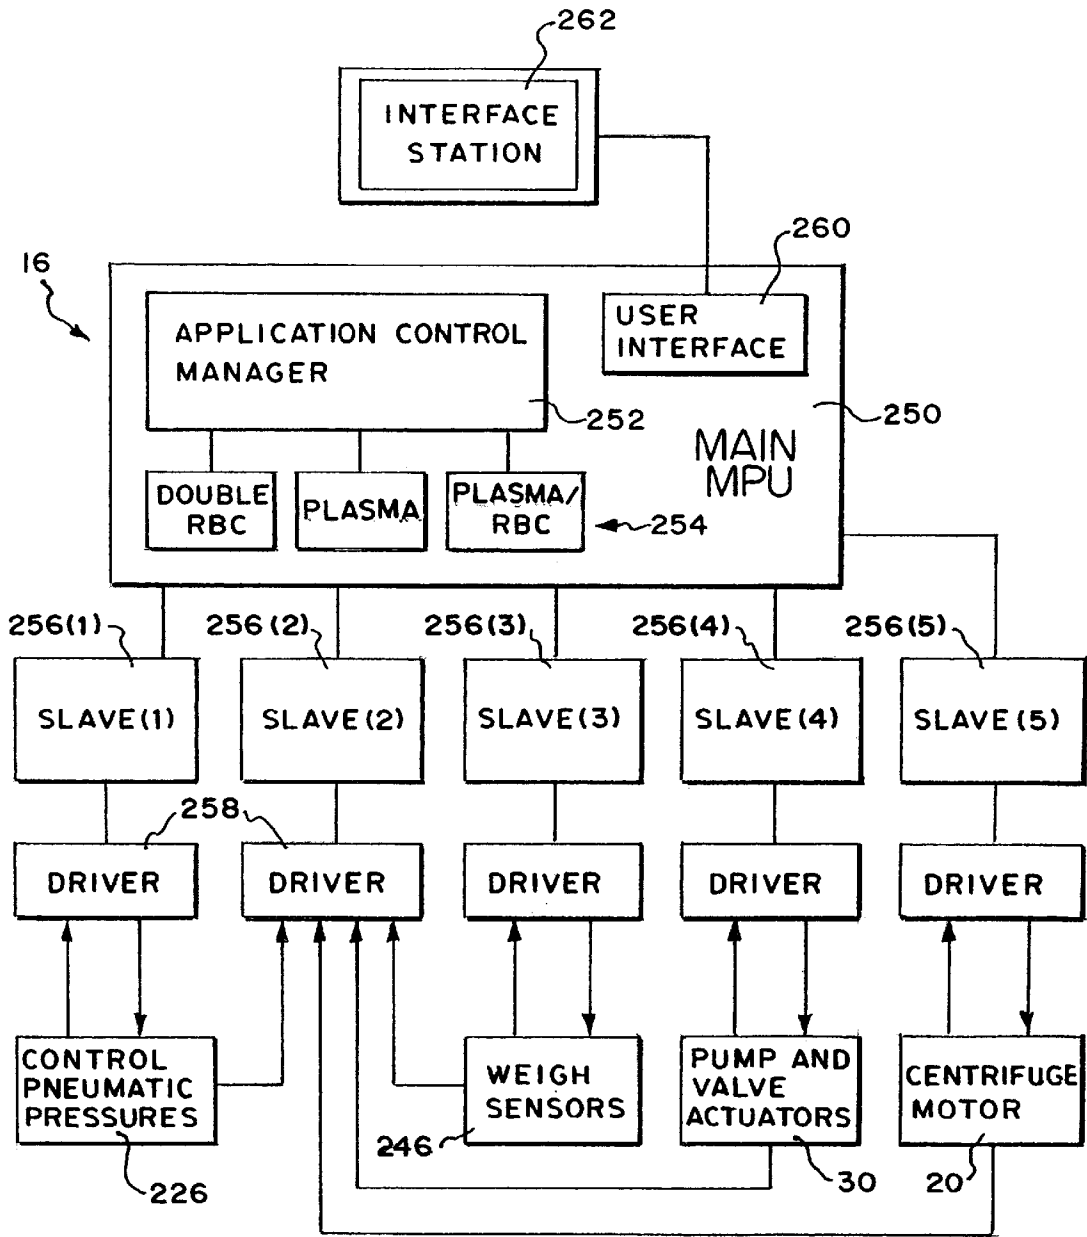 262
INTERFACE
STATION
260
16
USER
INTERFACE
APPLICATION CONTROL
MANAGER
252
250
MAIN
MPU
DOUBLE
RBC
PLASMA
PLASMA/
RBC
254
256(1)
256(2)
256(3)
256(4)
256(5)
SLAVE(1)
SLAVE(2)
SLAVE(3)
SLAVE(4)
SLAVE(5)
258
DRIVER
DRIVER
DRIVER
DRIVER
DRIVER
CONTROL
PNEUMATIC
PRESSURES
226
WEIGH
SENSORS
246
PUMP AND
VALVE
ACTUATORS
30
CENTRIFUGE
MOTOR
20